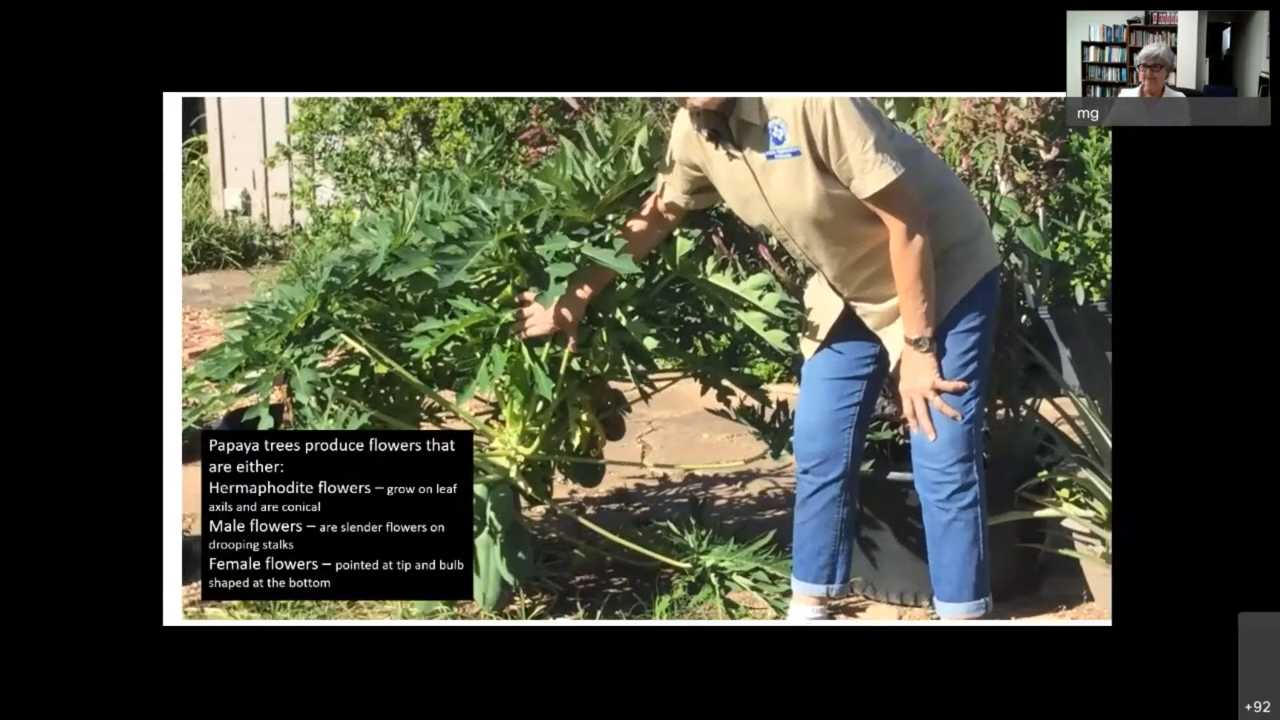 mg
Papaya trees produce flowers that
are either:
Hermaphodite flowers – grow on leaf
axils and are conical
Male flowers – are slender flowers on
drooping stalks
Female flowers – pointed at tip and bulb
shaped at the bottom
+92